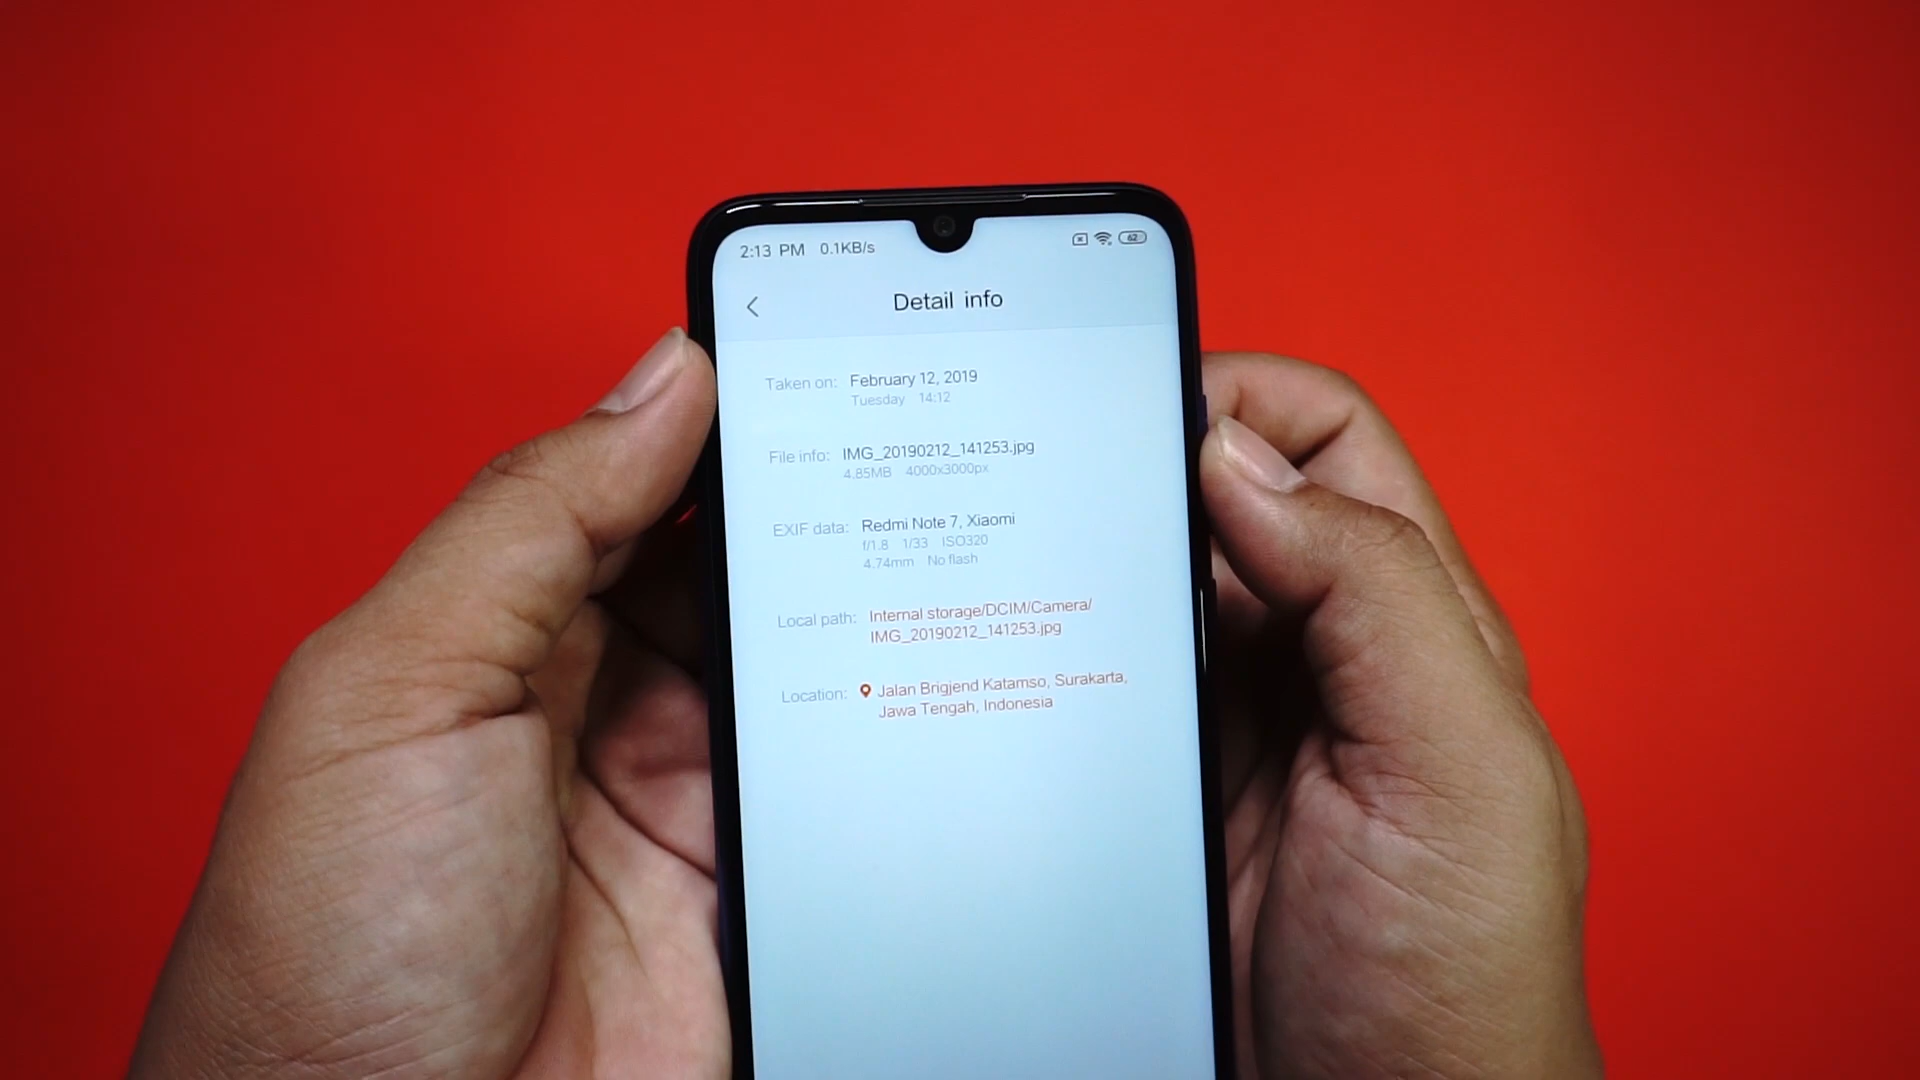 2:13 PM 0.1KB/s 62
Detail info
Taken on: February 12, 2019
Tuesday 14:12
File info: IMG_20190212_141253.jpg
4.85MB 4000x3000px
EXIF data: Redmi Note 7, Xiaomi
f/1.8 1/33 ISO320
4.74mm No flash
Local path: Internal storage/DCIM/Camera/
IMG_20190212_141253.jpg
Location: Jalan Brigjend Katamso, Surakarta,
Jawa Tengah, Indonesia